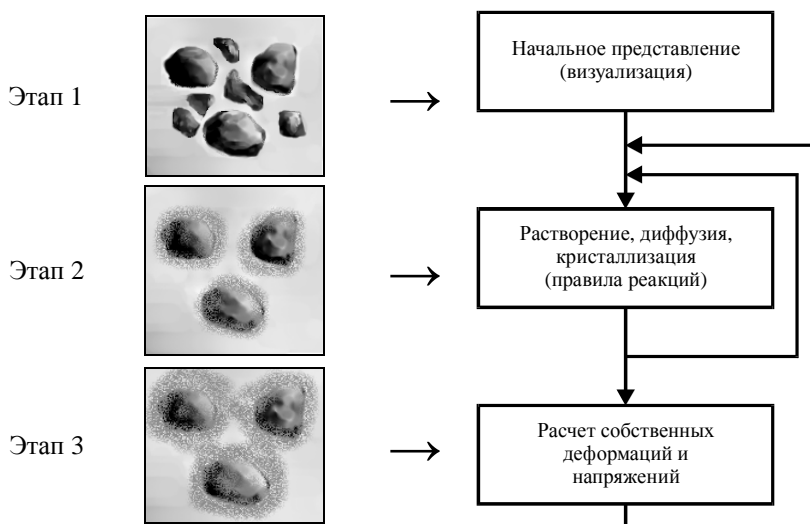 Этап 1
Начальное представление
(визуализация)
Этап 2
Растворение, диффузия,
кристаллизация
(правила реакций)
Этап 3
Расчет собственных
деформаций и
напряжений